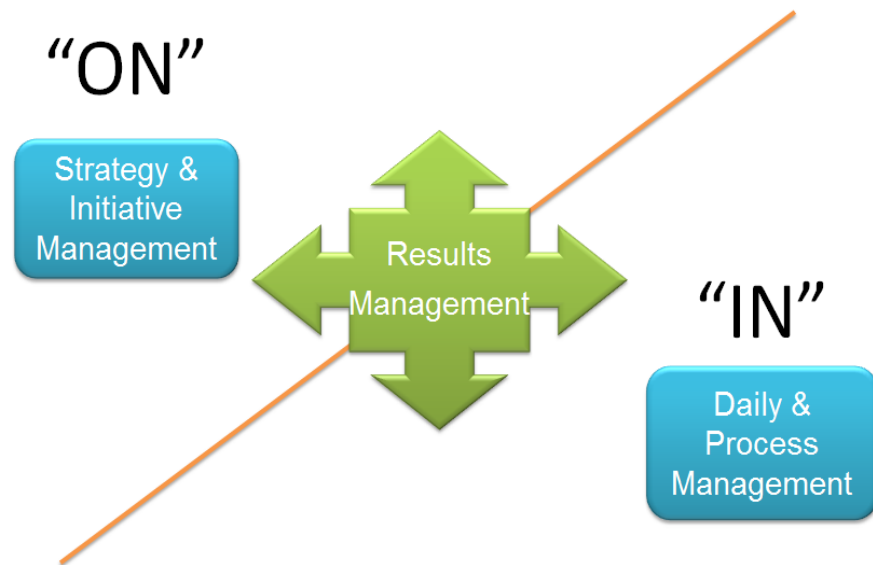 “ON”
Strategy &
Initiative
Management
Results
Management
“IN”
Daily &
Process
Management